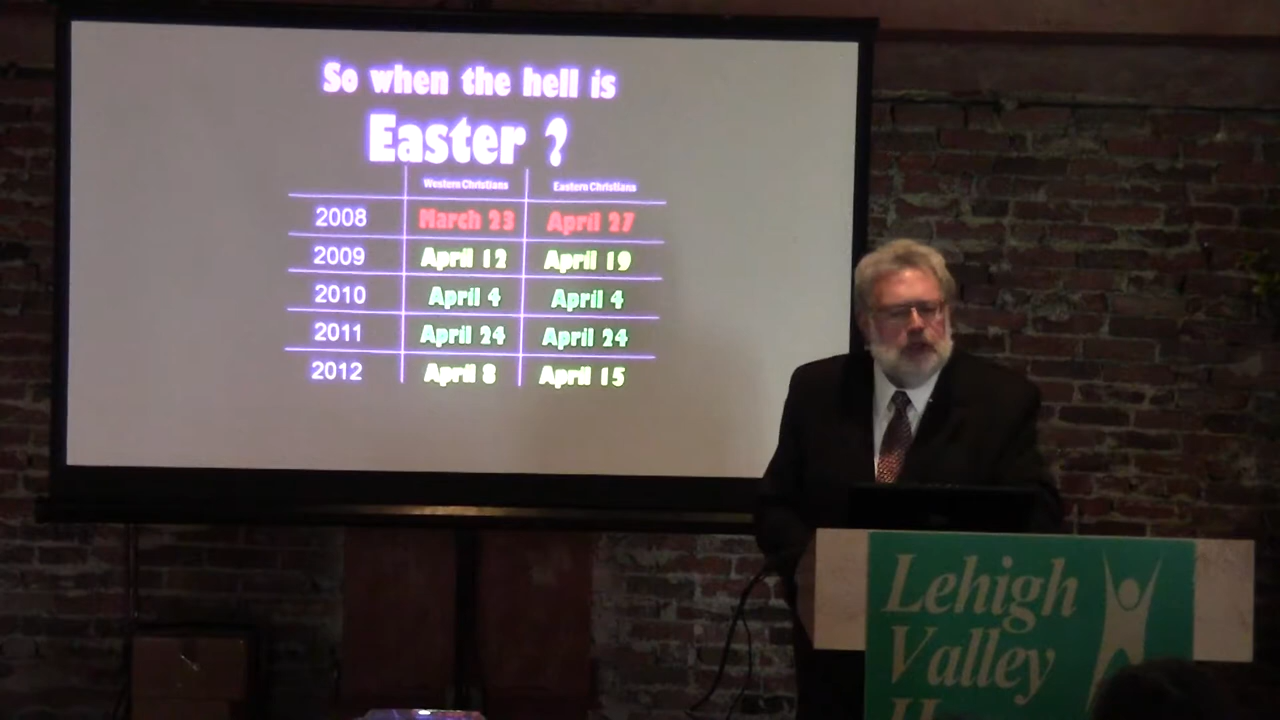 So when the hell is
Easter ?
Western Christians Eastern Christians
2008 March 23 April 27
2009 April 12 April 19
2010 April 4 April 4
2011 April 24 April 24
2012 April 8 April 15
Lehigh
Valley